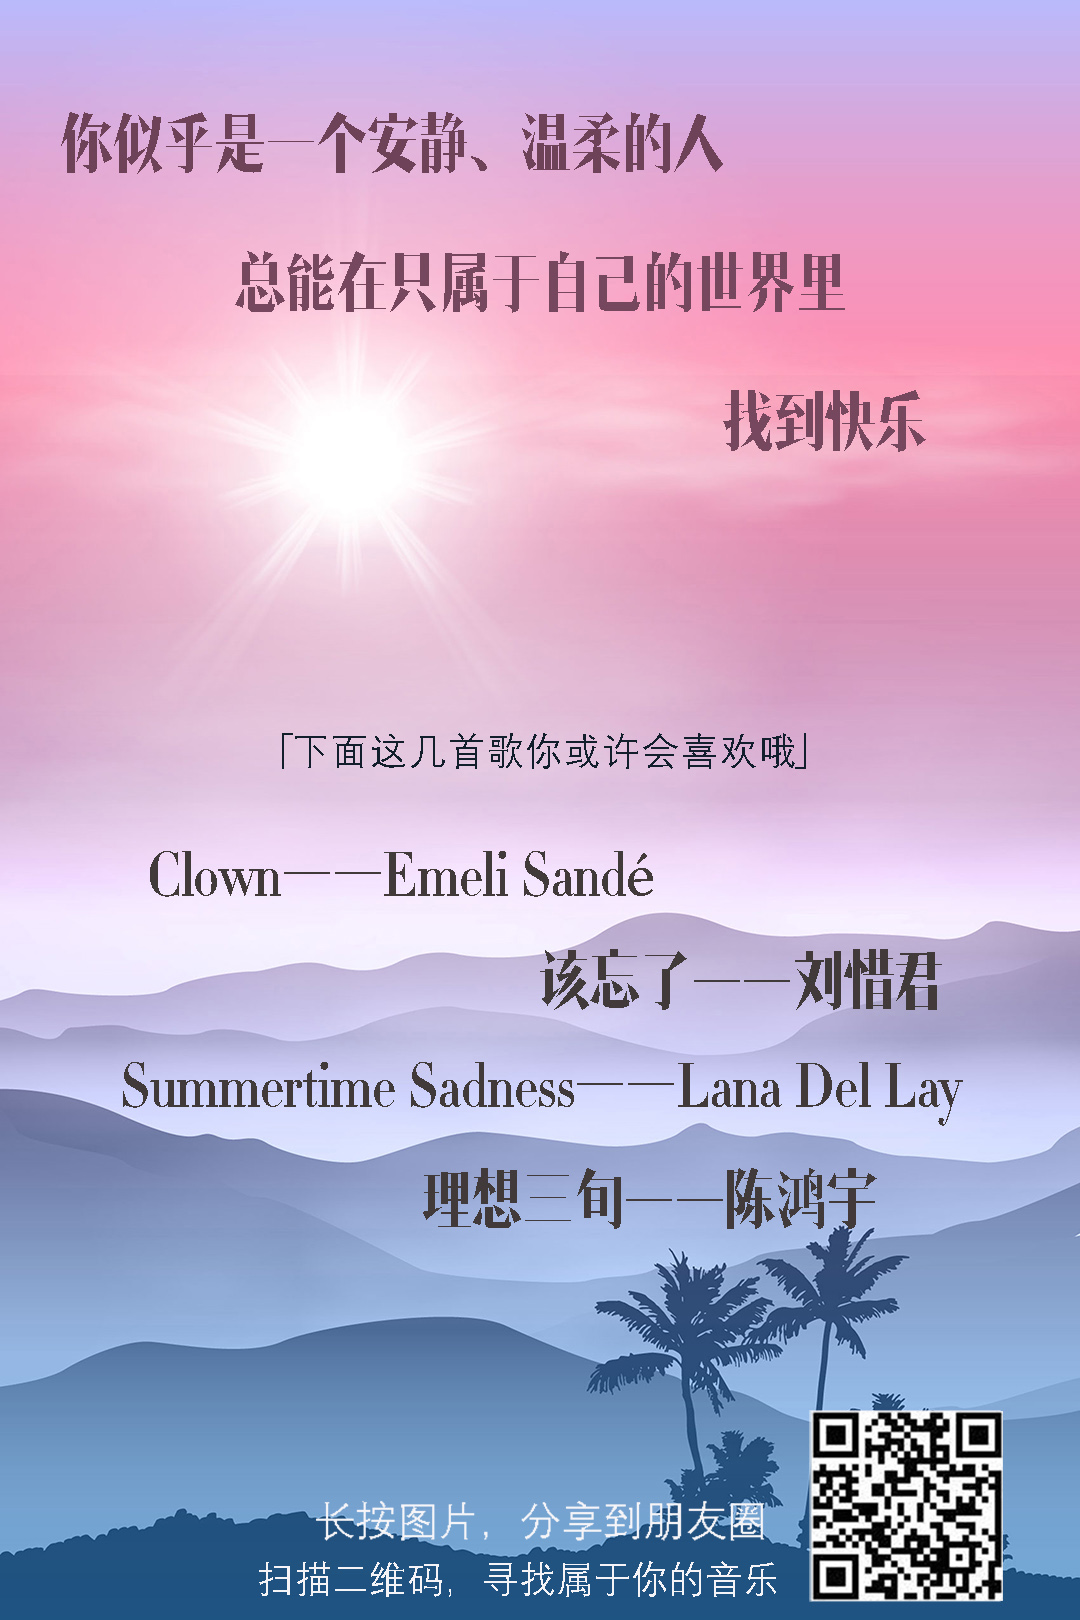 你似乎是一个安静、温柔的人
总能在只属于自己的世界里
找到快乐
「下面这几首歌你或许会喜欢哦」
Clown——Emeli Sandé
该忘了——刘惜君
Summertime Sadness——Lana Del Lay
理想三旬——陈鸿宇
长按图片，分享到朋友圈
扫描二维码，寻找属于你的音乐